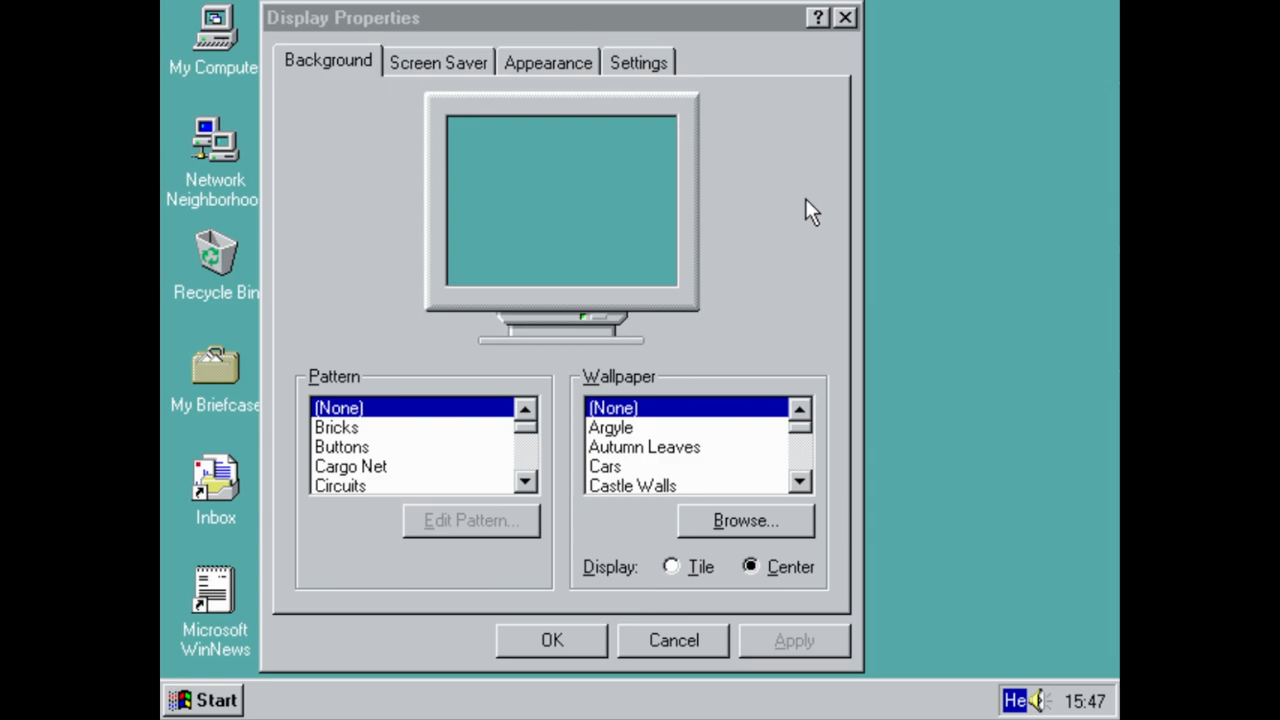 Display Properties
Background
Screen Saver
Appearance
Settings
My Compute
Network
Neighborhoo
Recycle Bin
My Briefcase
Inbox
Microsoft
WinNews
Pattern
(None)
Bricks
Buttons
Cargo Net
Circuits
Edit Pattern...
Wallpaper
(None)
Argyle
Autumn Leaves
Cars
Castle Walls
Browse...
Display: Tile Center
OK
Cancel
Apply
Start
He
15:47